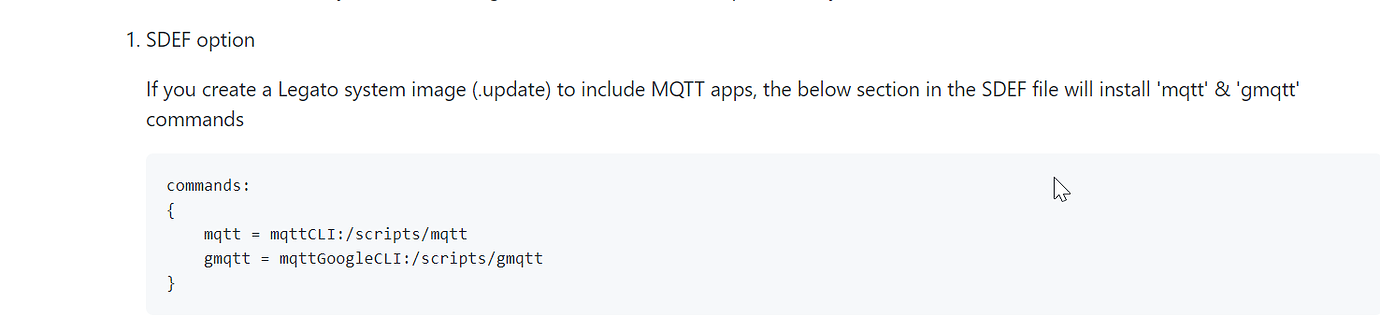 1. SDEF option
If you create a Legato system image (.update) to include MQTT apps, the below section in the SDEF file will install 'mqtt' & 'gmqtt'
commands
commands:
{
    mqtt = mqttCLI:/scripts/mqtt
    gmqtt = mqttGoogleCLI:/scripts/gmqtt
}